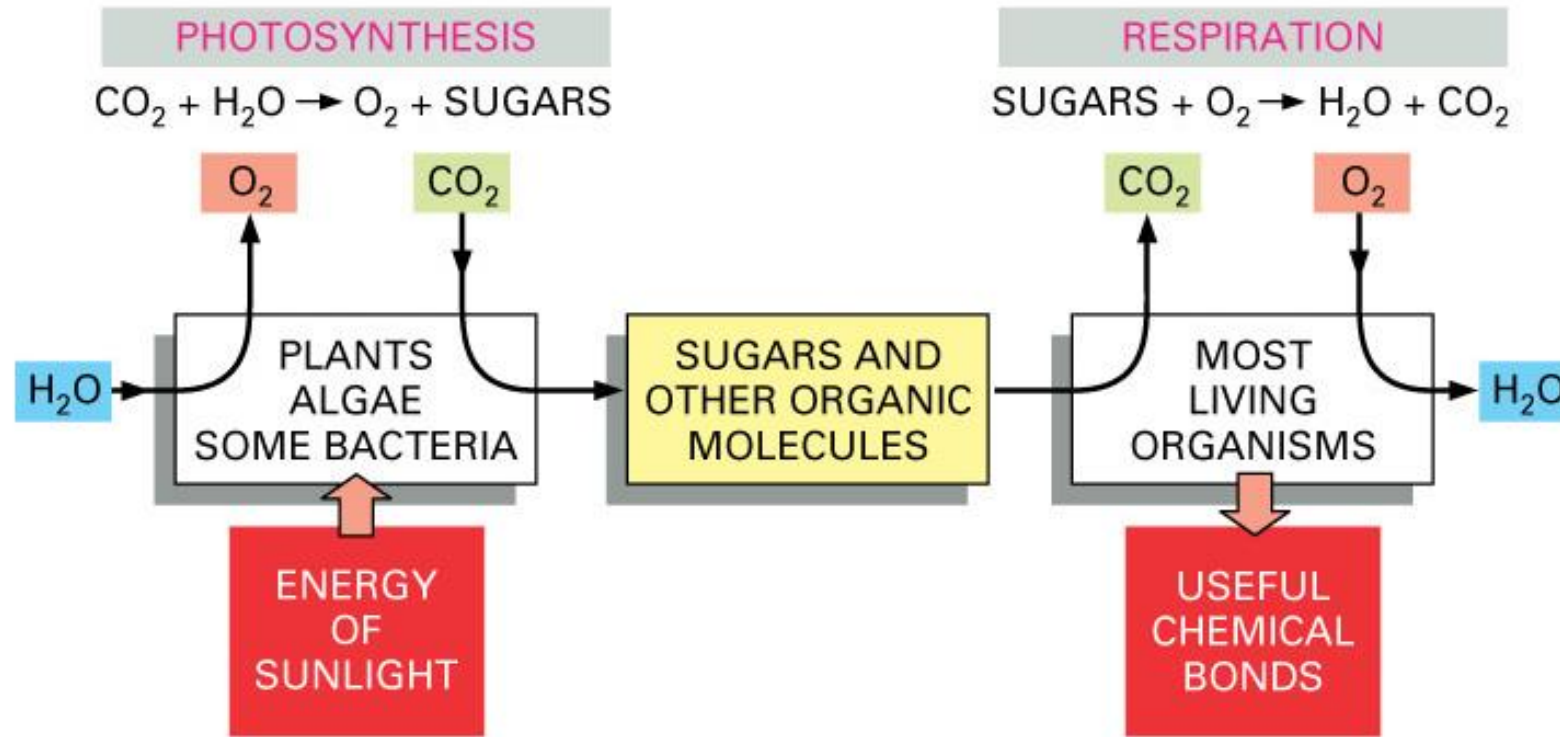 PHOTOSYNTHESIS
CO₂ + H₂O → O₂ + SUGARS
O₂
CO₂
H₂O
PLANTS
ALGAE
SOME BACTERIA
ENERGY
OF
SUNLIGHT
SUGARS AND
OTHER ORGANIC
MOLECULES
RESPIRATION
SUGARS + O₂ → H₂O + CO₂
CO₂
O₂
MOST
LIVING
ORGANISMS
H₂O
USEFUL
CHEMICAL
BONDS